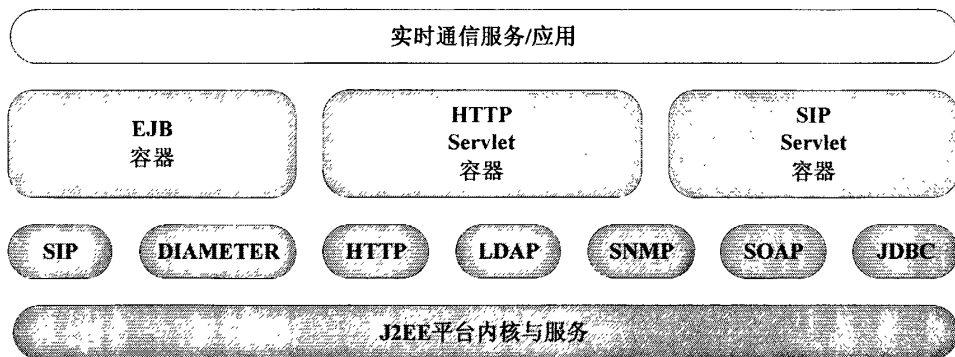 实时通信服务/应用
EJB
容器
HTTP
Servlet
容器
SIP
Servlet
容器
SIP DIAMETER HTTP LDAP SNMP SOAP JDBC
J2EE平台内核与服务